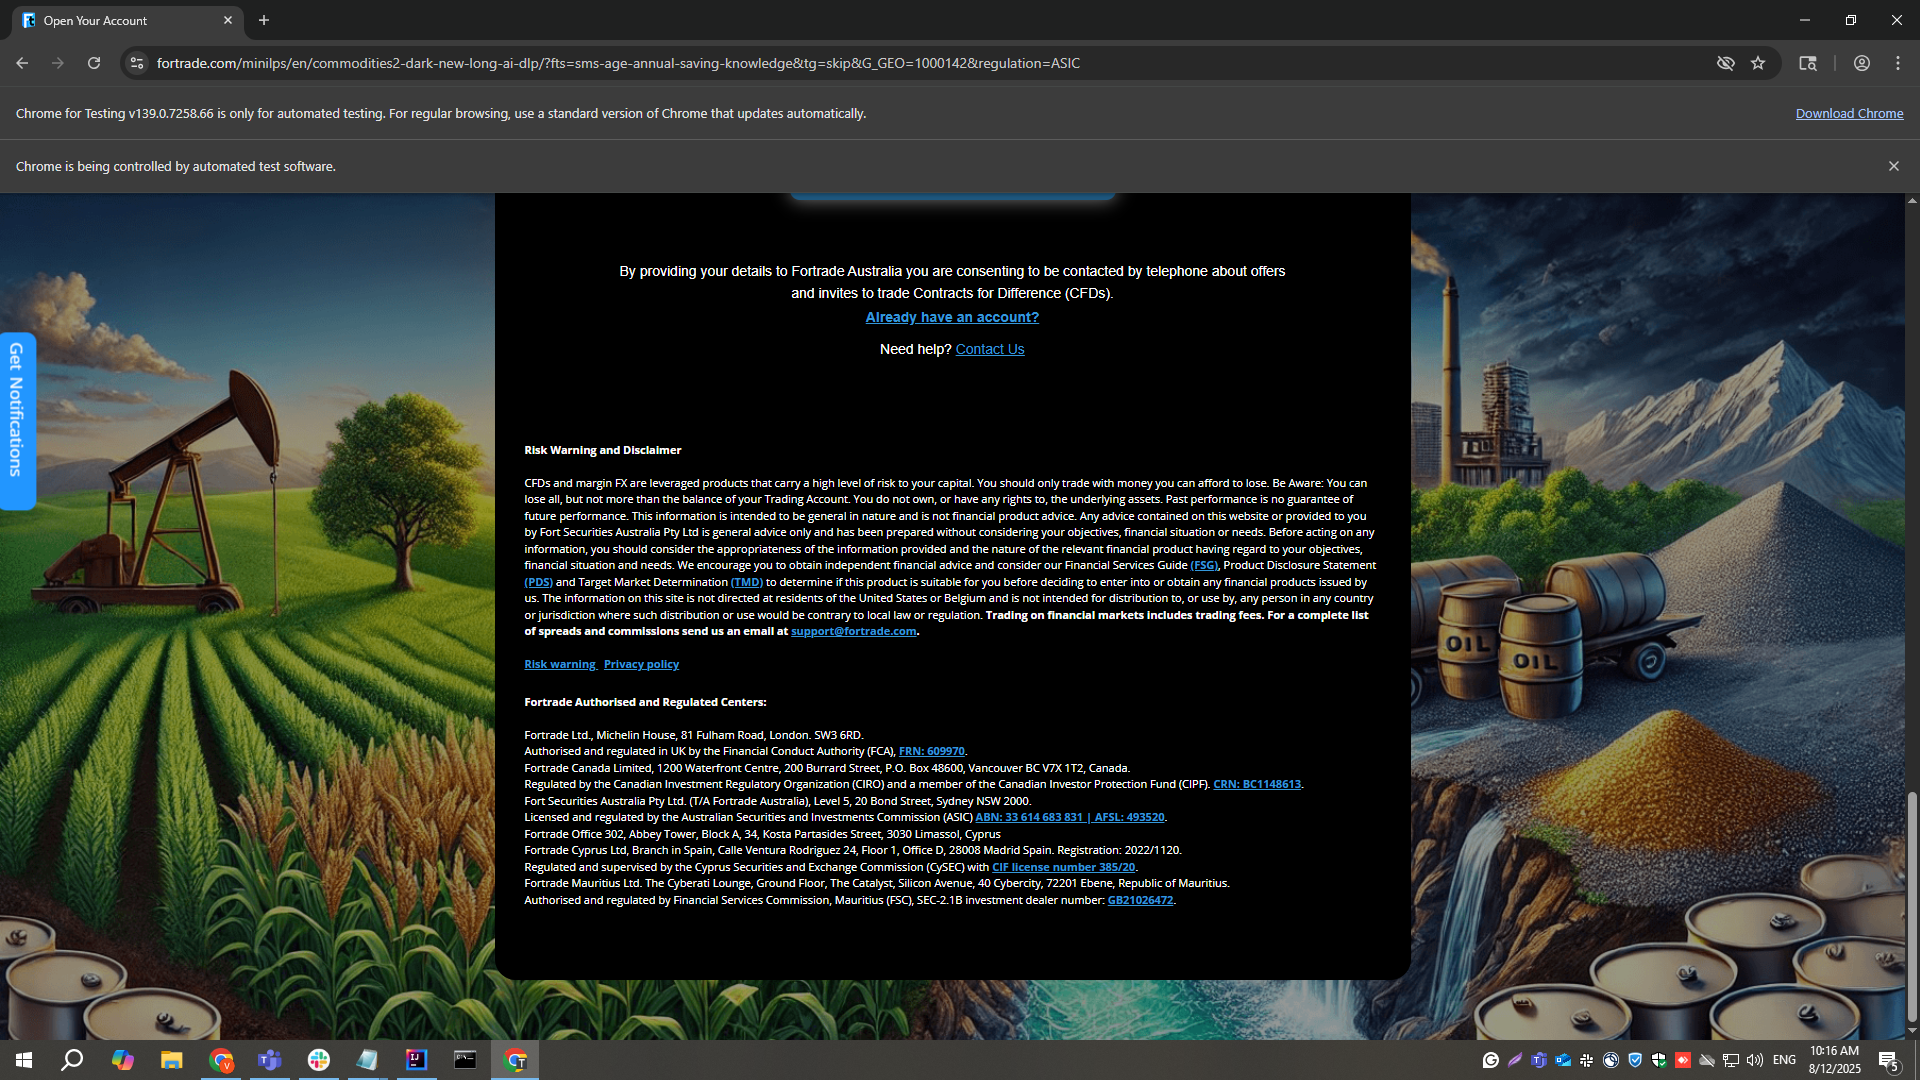 Open Your Account
fortrade.com/minilps/en/commodities2-dark-new-long-ai-dlp/?fts=sms-age-annual-saving-knowledge&tg=skip&G_GEO=1000142&regulation=ASIC
Chrome for Testing v139.0.7258.66 is only for automated testing. For regular browsing, use a standard version of Chrome that updates automatically.
Download Chrome
Chrome is being controlled by automated test software.
By providing your details to Fortrade Australia you are consenting to be contacted by telephone about offers
and invites to trade Contracts for Difference (CFDs).
Already have an account?
Need help? Contact Us
Get Notifications
Risk Warning and Disclaimer
CFDs and margin FX are leveraged products that carry a high level of risk to your capital. You should only trade with money you can afford to lose. Be Aware: You can
lose all, but not more than the balance of your Trading Account. You do not own, or have any rights to, the underlying assets. Past performance is no guarantee of
future performance. This information is intended to be general in nature and is not financial product advice. Any advice contained on this website or provided to you
by Fort Securities Australia Pty Ltd is general advice only and has been prepared without considering your objectives, financial situation or needs. Before acting on any
information, you should consider the appropriateness of the information provided and the nature of the relevant financial product having regard to your objectives,
financial situation and needs. We encourage you to obtain independent financial advice and consider our Financial Services Guide (FSG), Product Disclosure Statement
(PDS) and Target Market Determination (TMD) to determine if this product is suitable for you before deciding to enter into or obtain any financial products issued by
us. The information on this site is not directed at residents of the United States or Belgium and is not intended for distribution to, or use by, any person in any country
or jurisdiction where such distribution or use would be contrary to local law or regulation. Trading on financial markets includes trading fees. For a complete list
of spreads and commissions send us an email at support@fortrade.com.
Risk warning Privacy policy
Fortrade Authorised and Regulated Centers:
Fortrade Ltd., Michelin House, 81 Fulham Road, London. SW3 6RD.
Authorised and regulated in UK by the Financial Conduct Authority (FCA), FRN: 609970.
Fortrade Canada Limited, 1200 Waterfront Centre, 200 Burrard Street, P.O. Box 48600, Vancouver BC V7X 1T2, Canada.
Regulated by the Canadian Investment Regulatory Organization (CIRO) and a member of the Canadian Investor Protection Fund (CIPF). CRN: BC1148613.
Fort Securities Australia Pty Ltd. (T/A Fortrade Australia), Level 5, 20 Bond Street, Sydney NSW 2000.
Licensed and regulated by the Australian Securities and Investments Commission (ASIC) ABN: 33 614 683 831 | AFSL: 493520.
Fortrade Office 302, Abbey Tower, Block A, 34, Kosta Partasides Street, 3030 Limassol, Cyprus
Fortrade Cyprus Ltd, Branch in Spain, Calle Ventura Rodriguez 24, Floor 1, Office D, 28008 Madrid Spain. Registration: 2022/1120.
Regulated and supervised by the Cyprus Securities and Exchange Commission (CySEC) with CIF license number 385/20.
Fortrade Mauritius Ltd. The Cyberati Lounge, Ground Floor, The Catalyst, Silicon Avenue, 40 Cybercity, 72201 Ebene, Republic of Mauritius.
Authorised and regulated by Financial Services Commission, Mauritius (FSC), SEC-2.1B investment dealer number: GB21026472.
OIL
OIL
ENG
10:16 AM
8/12/2025
5